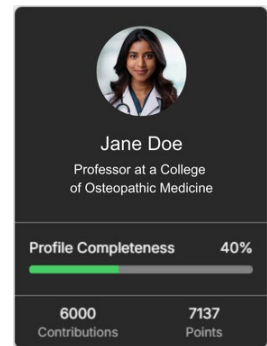 Jane Doe
Professor at a College
of Osteopathic Medicine
Profile Completeness 40%
6000 7137
Contributions Points